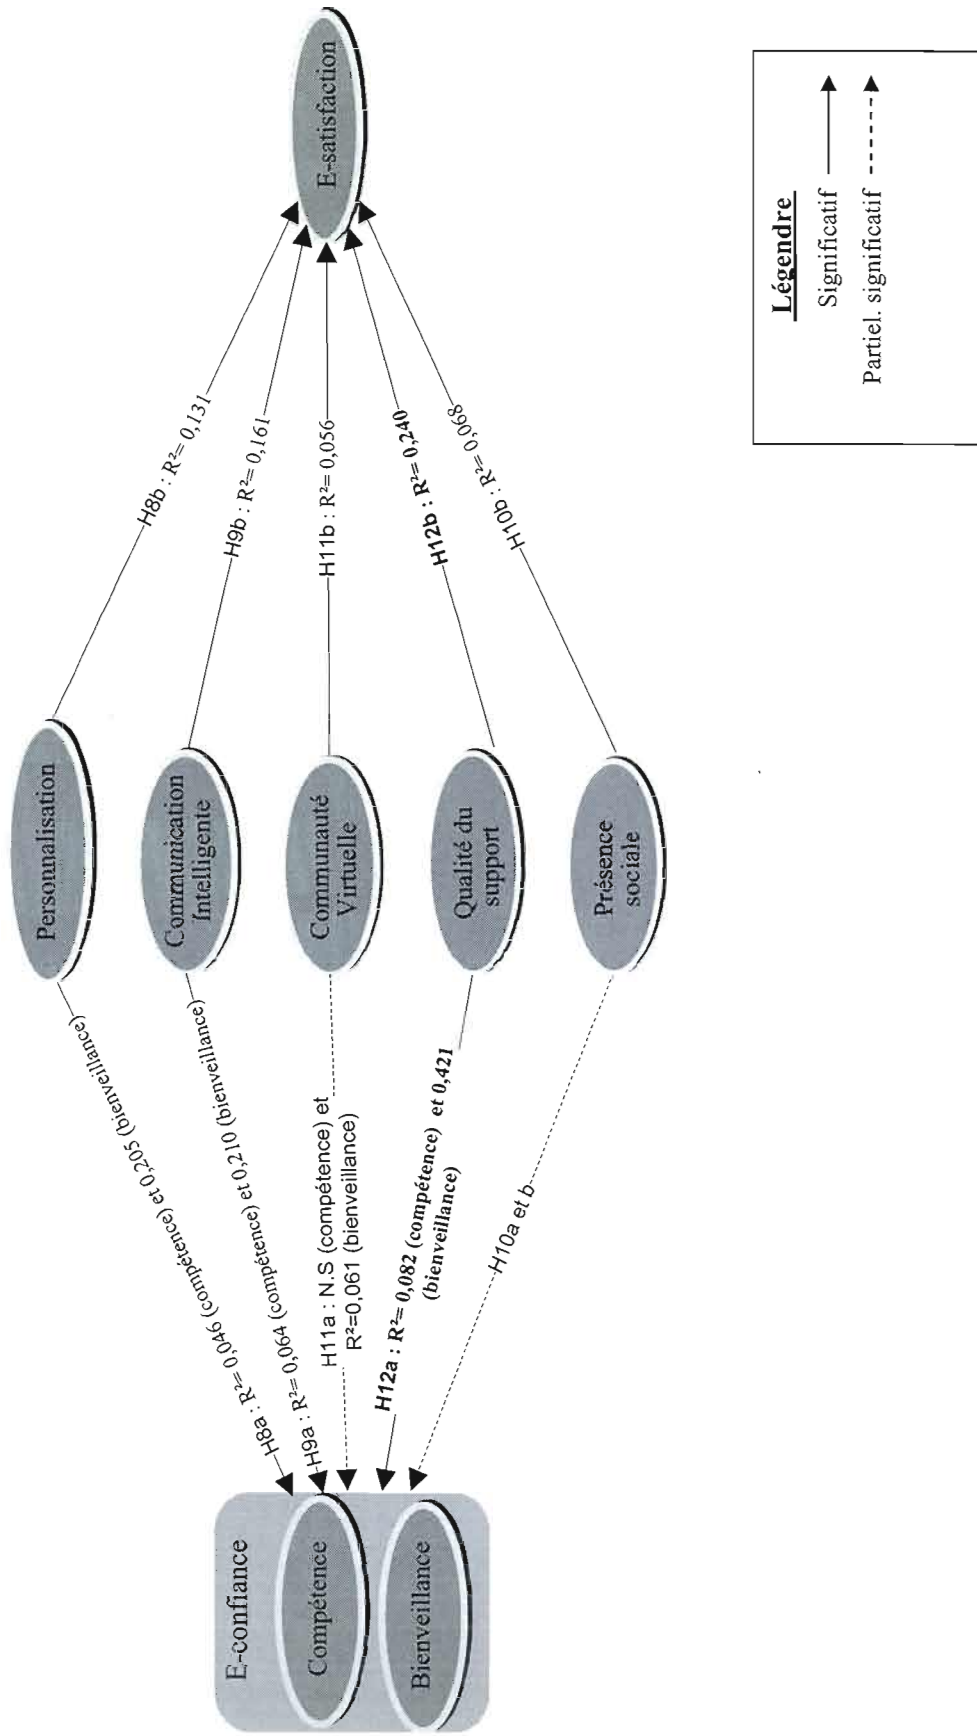 E-confiance
Compétence
Bienveillance
H8a : R²= 0,046 (compétence) et 0,205 (bienveillance)
H9a : R²= 0,064 (compétence) et 0,210 (bienveillance)
H11a : N.S (compétence) et
R²=0,061 (bienveillance)
H12a : R²= 0,082 (compétence) et 0,421
(bienveillance)
H10a et b
Personnalisation
Communication
Intelligente
Communauté
Virtuelle
Qualité du
support
Présence
sociale
H8b : R²= 0,131
H9b : R²= 0,161
H11b : R²= 0,056
H12b : R²= 0,240
H10b : R²= 0,068
E-satisfaction
Légendre
Significatif
Partiel. significatif